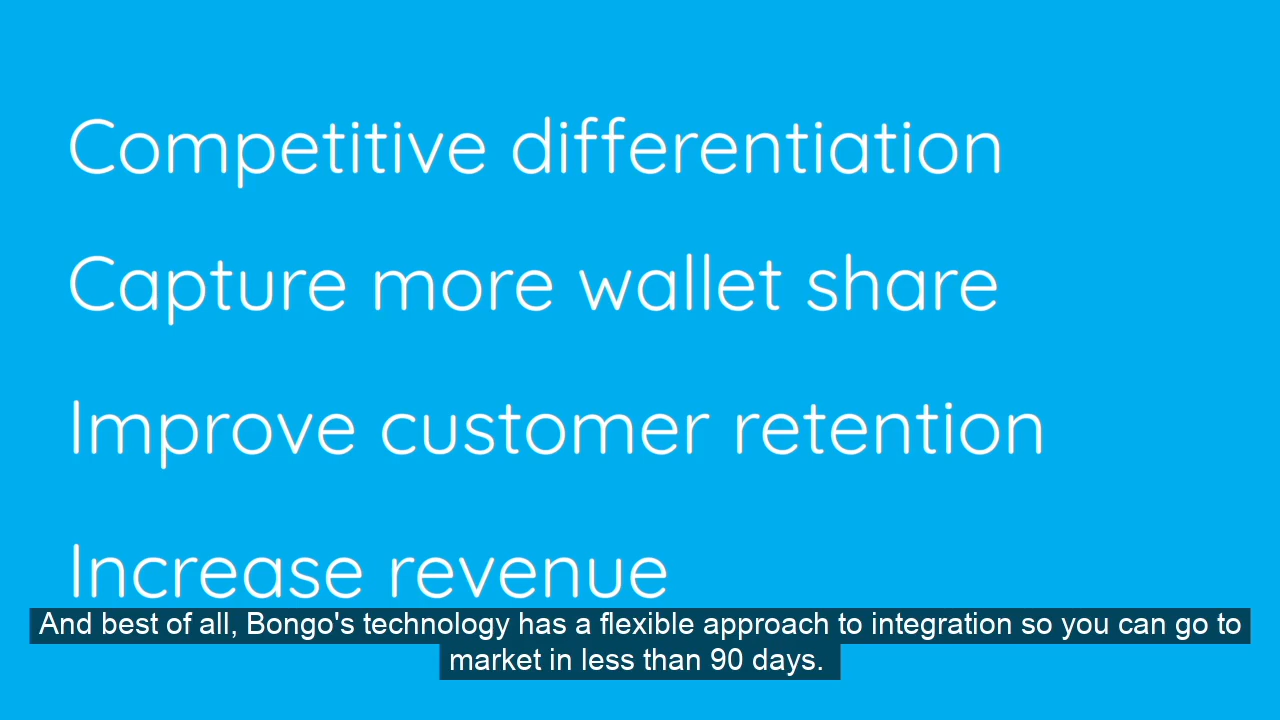 Competitive differentiation
Capture more wallet share
Improve customer retention
Increase revenue
And best of all, Bongo's technology has a flexible approach to integration so you can go to
market in less than 90 days.